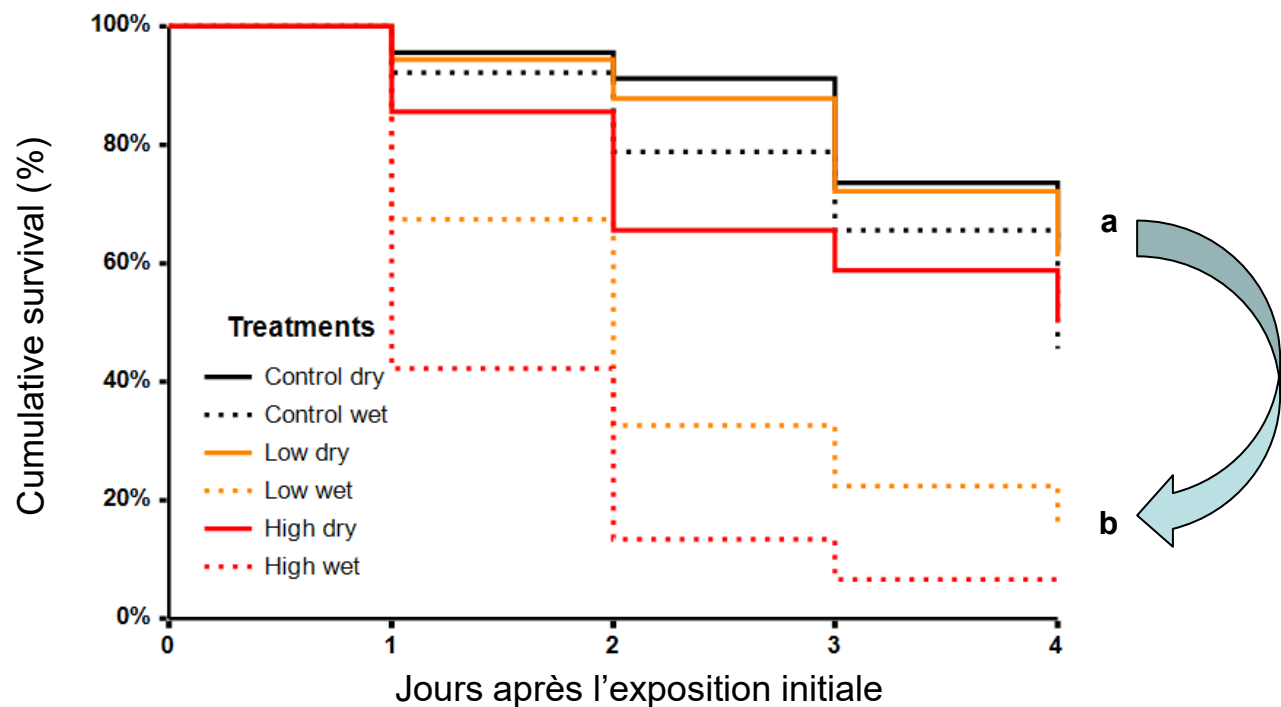 100%
80%
60%
40%
20%
0%
Cumulative survival (%)
Treatments
Control dry
Control wet
Low dry
Low wet
High dry
High wet
a
b
0 1 2 3 4
Jours après l’exposition initiale